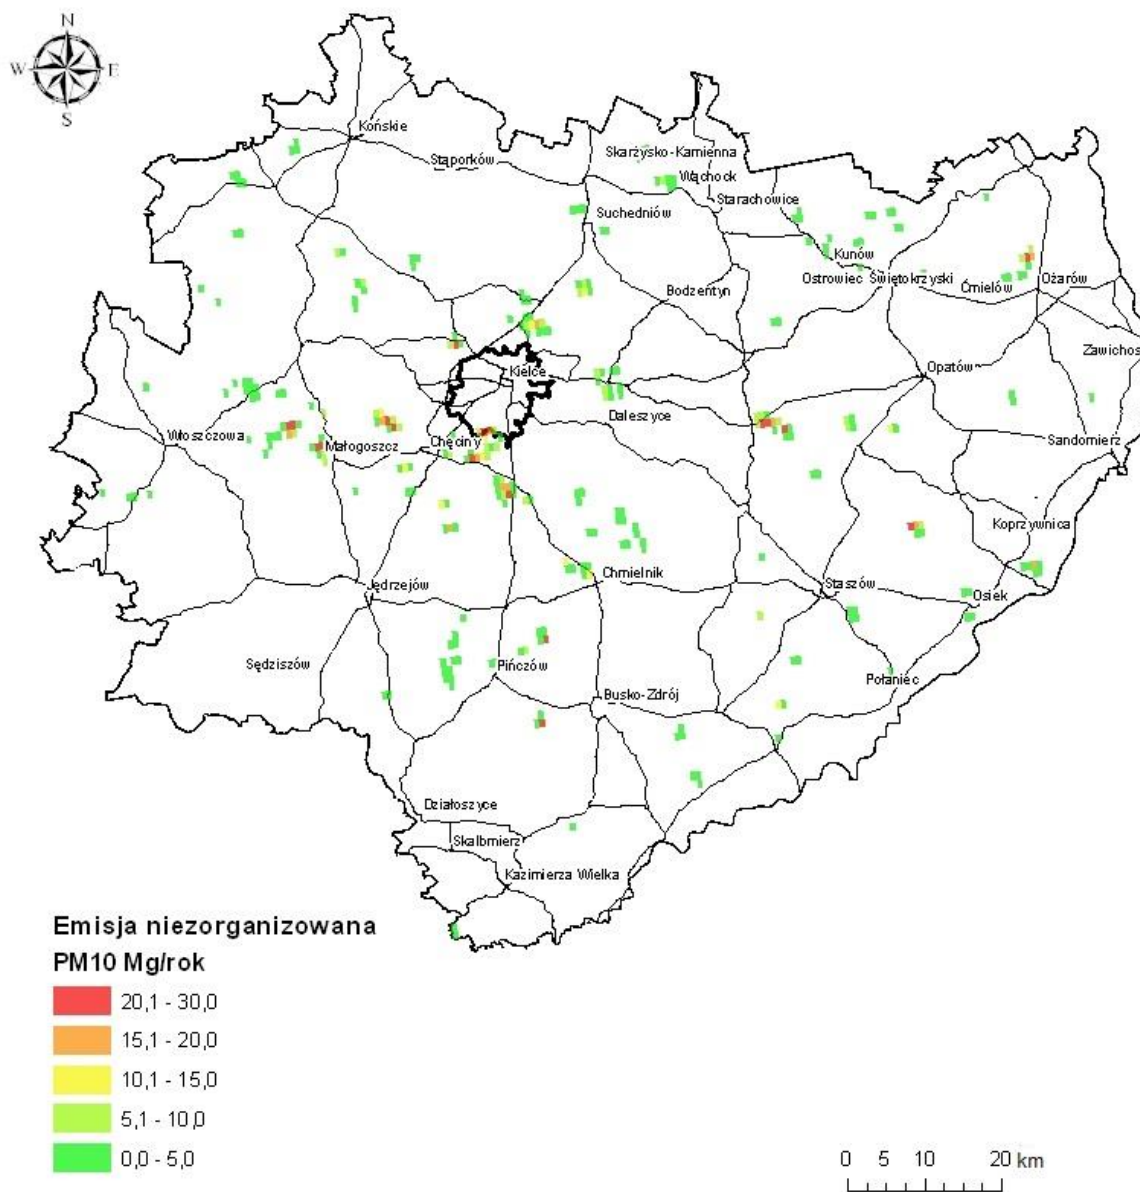 N
W E
S
Końskie
Stąporków
Skarżysko-Kamienna
Wąchock
Starachowice
Suchedniów
Kunów
Ostrowiec Świętokrzyski
Ćmielów
Ożarów
Bodzentyn
Zawichos
Opatów
Kielce
Daleszyce
Włoszczowa
Małogoszcz
Chęciny
Sandomierz
Koprzywnica
Chmielnik
Jędrzejów
Staszów
Osiek
Sędziszów
Pińczów
Połaniec
Busko-Zdrój
Działoszyce
Skalbmierz
Kazimierza Wielka
Emisja niezorganizowana
PM10 Mg/rok
20,1 - 30,0
15,1 - 20,0
10,1 - 15,0
5,1 - 10,0
0,0 - 5,0
0 5 10 20 km